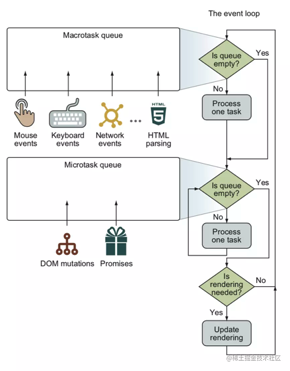 The event loop
Macrotask queue
Is queue
empty?
Yes
No
Process
one task
Mouse
events
Keyboard
events
Network
events
...
HTML
HTML
parsing
Microtask queue
Is queue
empty?
Yes
No
Process
one task
DOM mutations
Promises
Is
rendering
needed?
No
Yes
Update
rendering
@稀土掘金技术社区